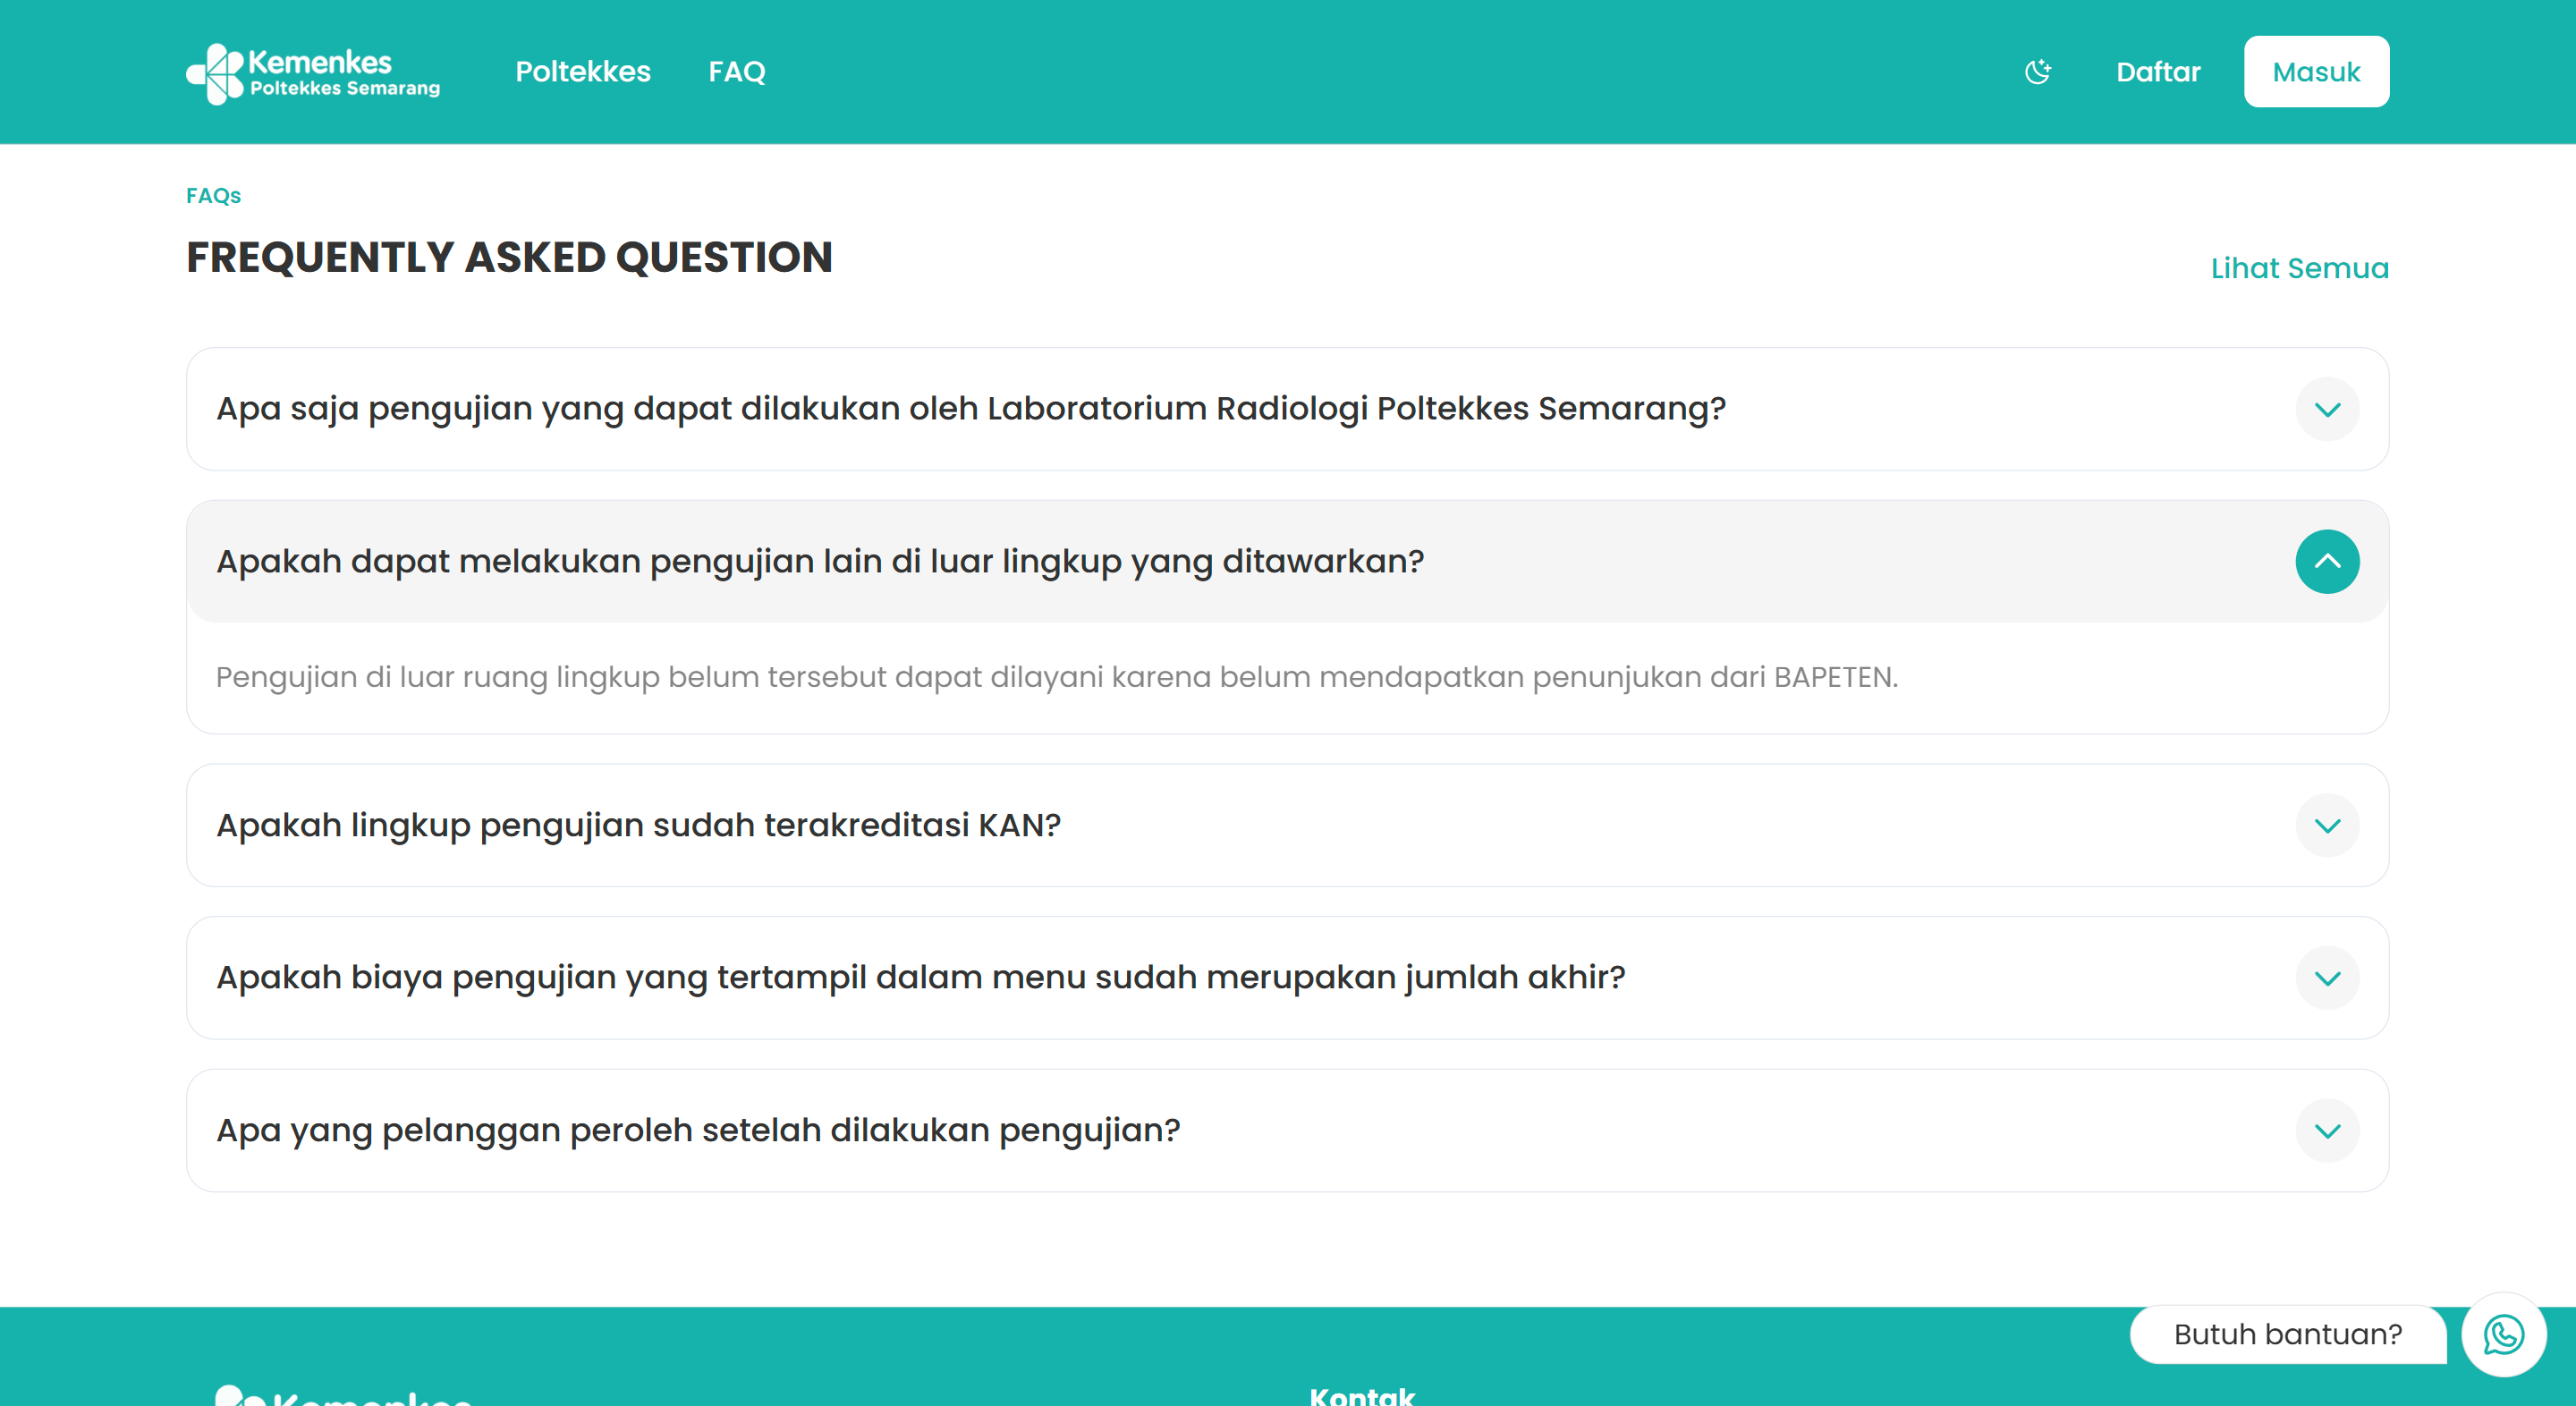 Kemenkes
Poltekkes Semarang
Poltekkes
FAQ
Daftar
Masuk
FAQs
FREQUENTLY ASKED QUESTION
Lihat Semua
Apa saja pengujian yang dapat dilakukan oleh Laboratorium Radiologi Poltekkes Semarang?
Apakah dapat melakukan pengujian lain di luar lingkup yang ditawarkan?
Pengujian di luar ruang lingkup belum tersebut dapat dilayani karena belum mendapatkan penunjukan dari BAPETEN.
Apakah lingkup pengujian sudah terakreditasi KAN?
Apakah biaya pengujian yang tertampil dalam menu sudah merupakan jumlah akhir?
Apa yang pelanggan peroleh setelah dilakukan pengujian?
Butuh bantuan?
Kemenkes
Kontak